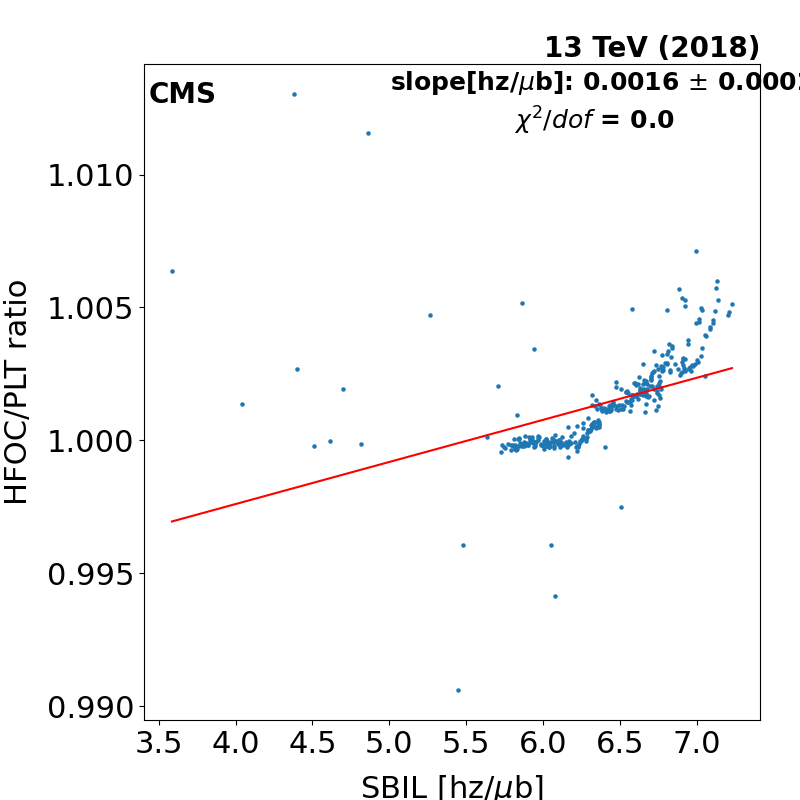 13 TeV (2018)
CMS
slope[hz/μb]: 0.0016 ± 0.000
χ²/dof = 0.0
1.010
1.005
1.000
0.995
0.990
HFOC/PLT ratio
3.5 4.0 4.5 5.0 5.5 6.0 6.5 7.0
SBIL [hz/μb]